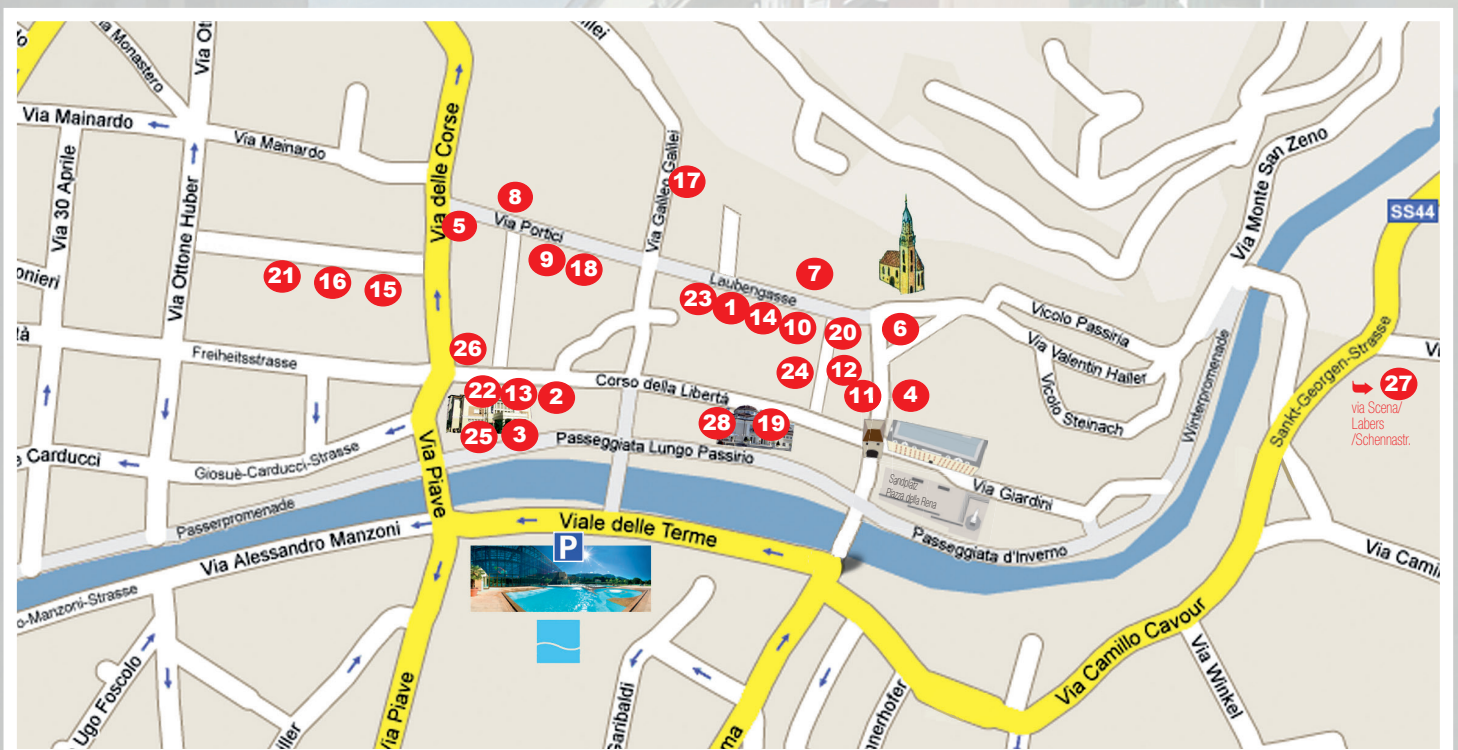 Via Monastero
Via Mainardo
Via Mainardo
Via 30 Aprile
Via Ottone Huber
Via delle Corse
8
Via Portici
5
9
18
Via Galileo Galilei
17
21
16
15
Laubengasse
7
23
1
14
10
20
6
24
12
11
4
Via Monte San Zeno
SS44
Vicolo Passiria
Via Valentin Haller
Vicolo Steinach
Winterpromenade
Sankt-Georgen-Strasse
27
via Scena/
Labers
/Schennastr.
Freiheitsstrasse
26
Corso della Libertá
22
13
2
25
3
28
19
Passeggiata Lungo Passirio
Carducci
Giosuè-Carducci-Strasse
Via Piave
Sandplatz
Piazza della Rena
Via Giardini
Passeggiata d'Inverno
Passerpromenade
Via Alessandro Manzoni
Viale delle Terme
P
o-Manzoni-Strasse
Via Camillo Cavour
Via Cami
Via Winkel
Ugo Foscolo
Via Piave
Garibaldi
nnerhofer
iller